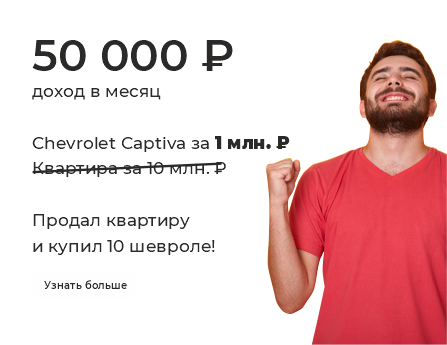 50 000 ₽
доход в месяц
Chevrolet Captiva за 1 млн. ₽
Квартира за 10 млн. ₽
Продал квартиру
и купил 10 шевроле!
Узнать больше